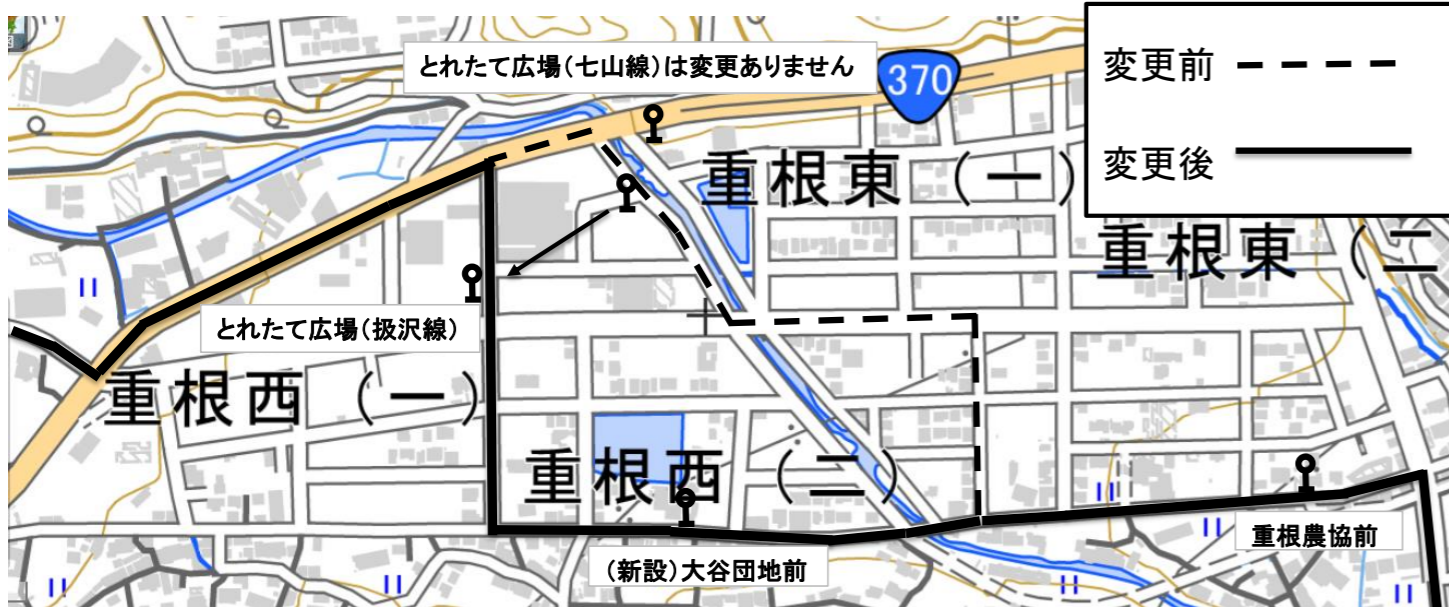 とれたて広場(七山線)は変更ありません
370
変更前
変更後
重根東(一)
重根東(二
とれたて広場(扱沢線)
重根西(一)
重根西(二)
重根農協前
(新設)大谷団地前